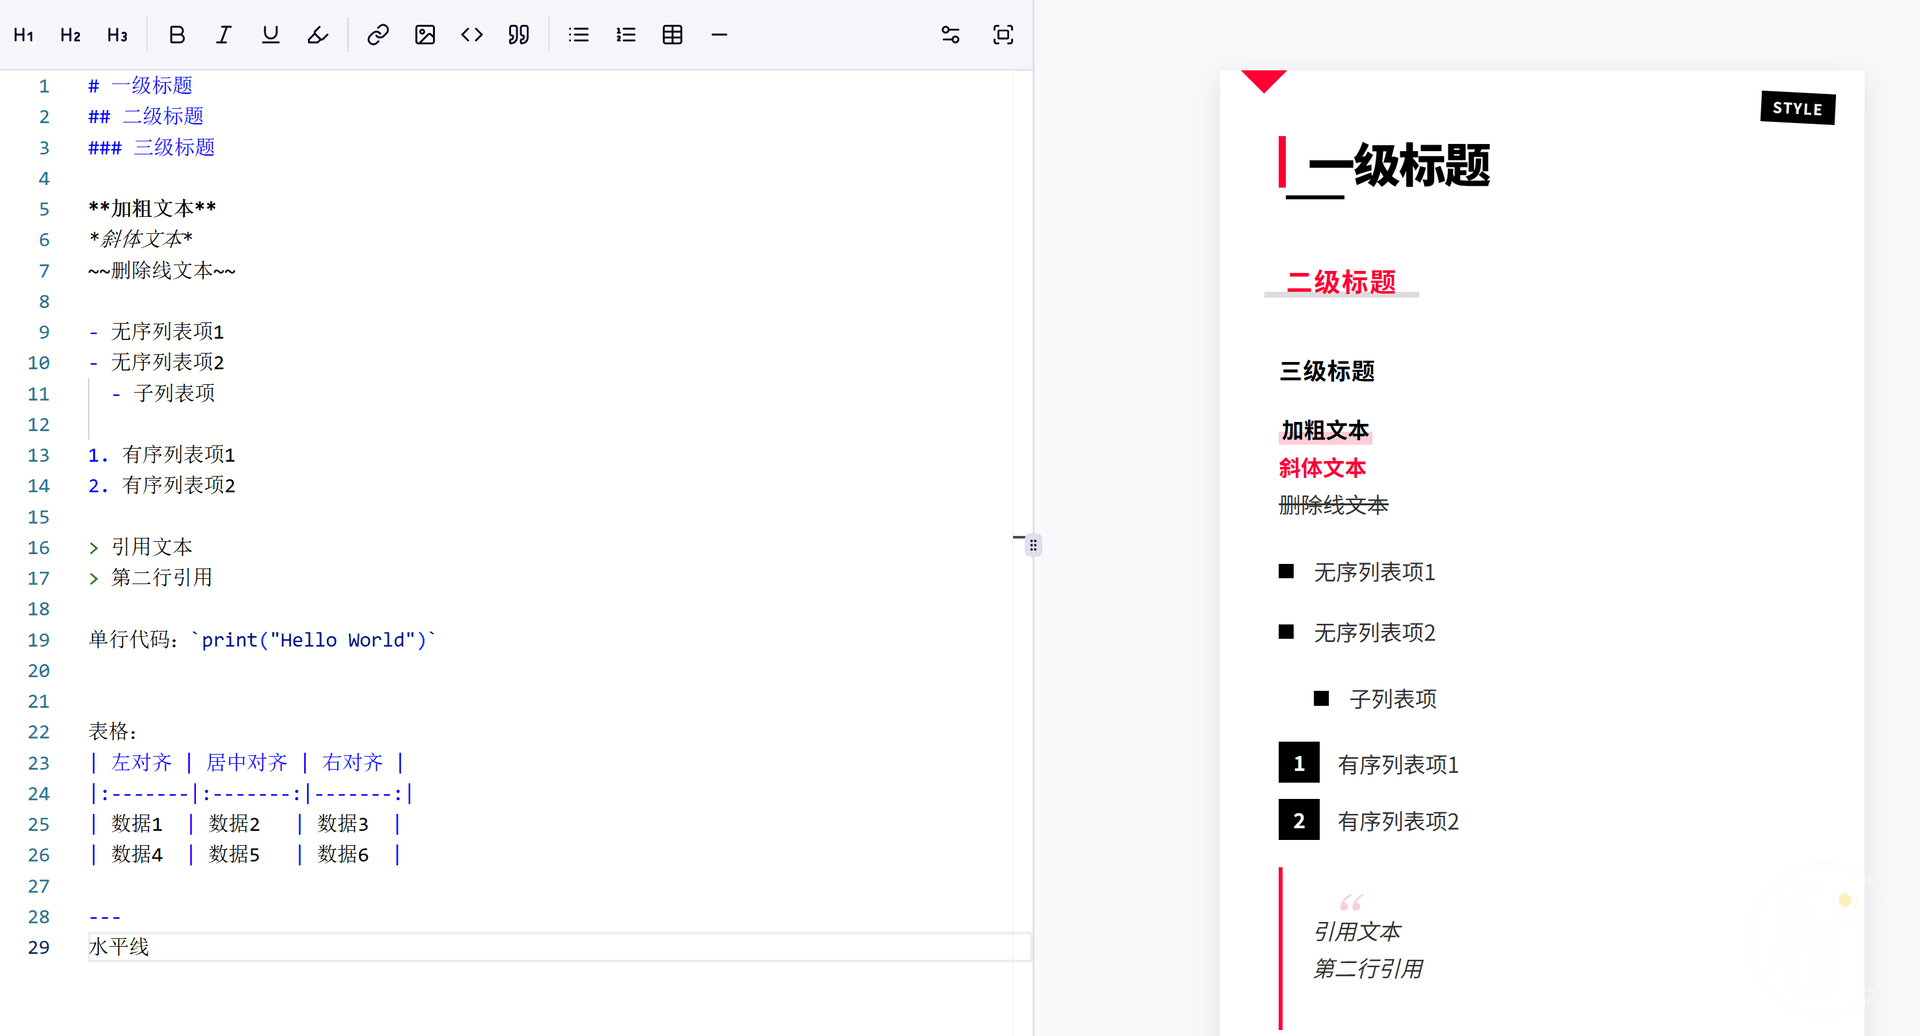 H1 H2 H3 B I U
1 # 一级标题
2 ## 二级标题
3 ### 三级标题
4
5 **加粗文本**
6 *斜体文本*
7 ~~删除线文本~~
8
9 - 无序列表项1
10 - 无序列表项2
11 - 子列表项
12
13 1. 有序列表项1
14 2. 有序列表项2
15
16 > 引用文本
17 > 第二行引用
18
19 单行代码：`print("Hello World")`
20
21
22 表格：
23 | 左对齐 | 居中对齐 | 右对齐 |
24 |:-------|:-------:|-------:|
25 | 数据1 | 数据2 | 数据3 |
26 | 数据4 | 数据5 | 数据6 |
27
28 ---
29 水平线
STYLE
一级标题
二级标题
三级标题
加粗文本
斜体文本
删除线文本
无序列表项1
无序列表项2
子列表项
1 有序列表项1
2 有序列表项2
“
引用文本
第二行引用